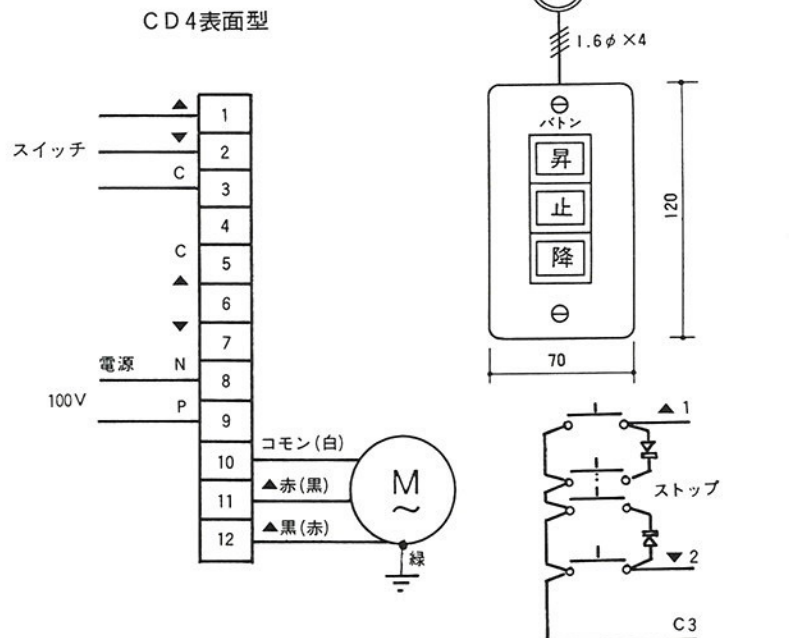 CD4表面型
1.6φ×4
▲
1
▼
2
スイッチ
C
3
4
C
5
▲
6
▼
7
電源
N
8
100V
P
9
コモン(白)
10
▲赤(黒)
11
▲黒(赤)
12
M
~
緑
バトン
昇
止
降
120
70
▲1
ストップ
▼2
C3